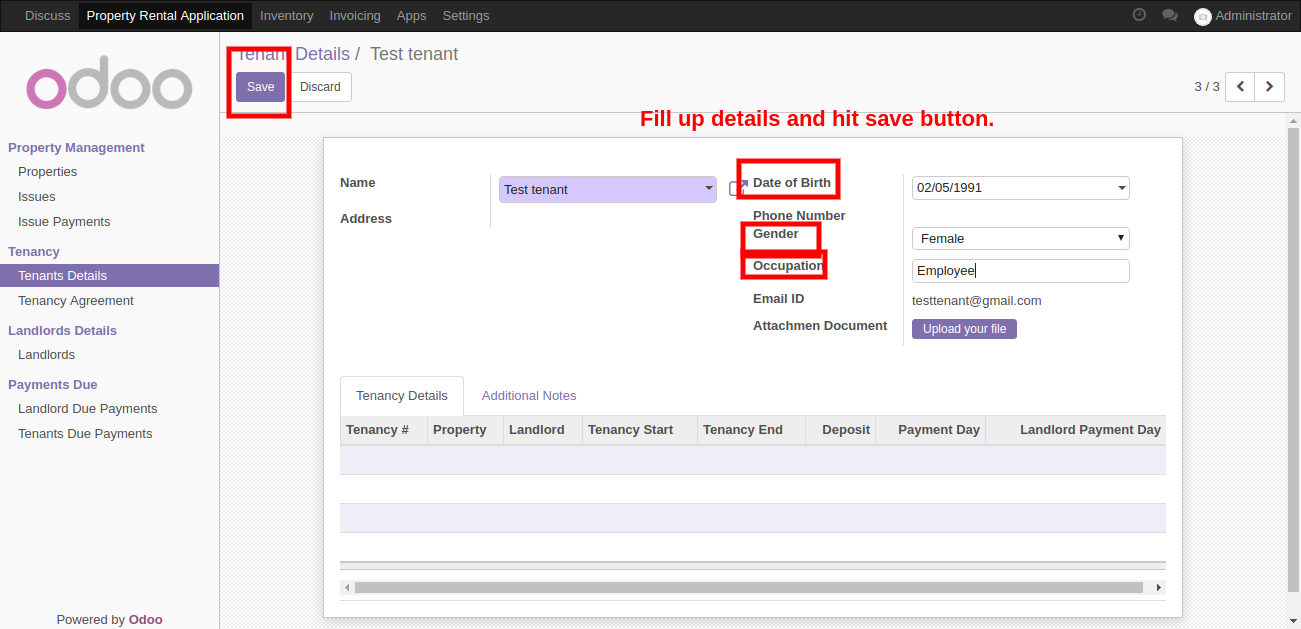 Discuss Property Rental Application Inventory Invoicing Apps Settings Administrator
odoo
Tenant Details / Test tenant
Save Discard
3 / 3
Fill up details and hit save button.
Property Management
Properties
Issues
Issue Payments
Tenancy
Tenants Details
Tenancy Agreement
Landlords Details
Landlords
Payments Due
Landlord Due Payments
Tenants Due Payments
Powered by Odoo
Name Test tenant
Address
Date of Birth 02/05/1991
Phone Number
Gender Female
Occupation Employee
Email ID testtenant@gmail.com
Attachmen Document Upload your file
Tenancy Details Additional Notes
Tenancy # Property Landlord Tenancy Start Tenancy End Deposit Payment Day Landlord Payment Day